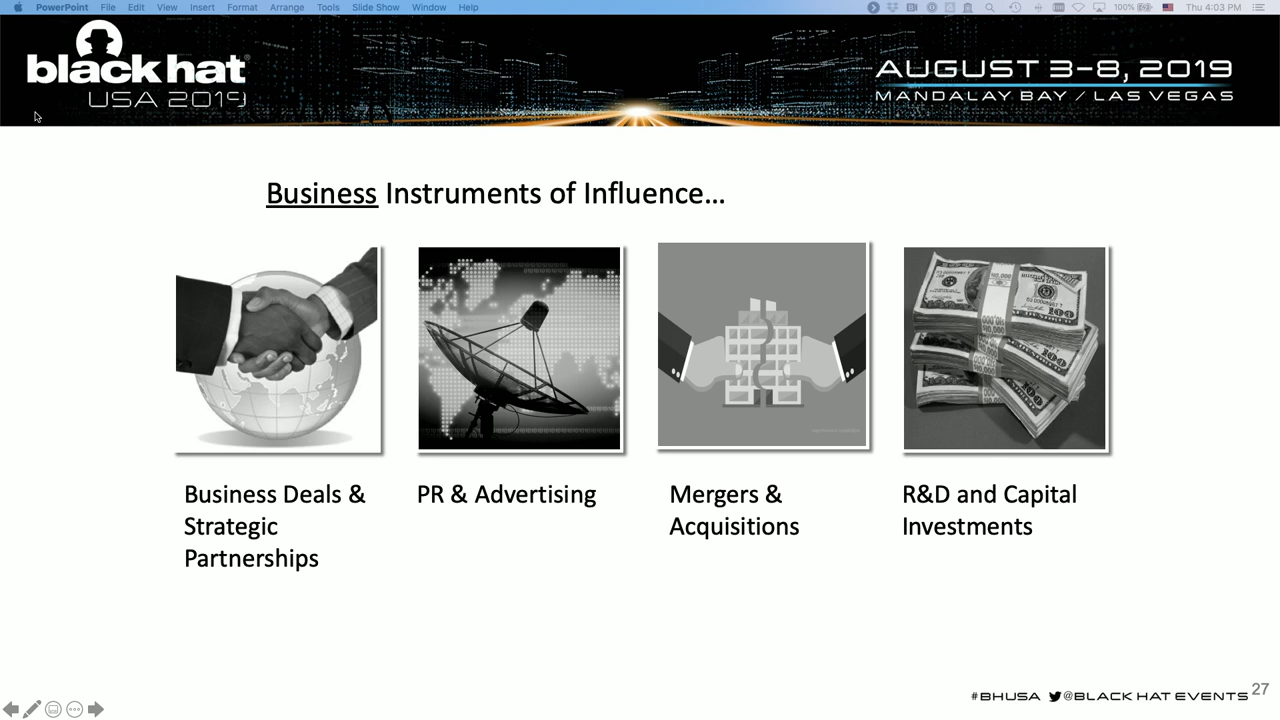 PowerPoint File Edit View Insert Format Arrange Tools Slide Show Window Help 100% Thu 4:03 PM
black hat
USA 2019
AUGUST 3-8, 2019
MANDALAY BAY / LAS VEGAS
Business Instruments of Influence...
Business Deals &
Strategic
Partnerships
PR & Advertising
Mergers &
Acquisitions
R&D and Capital
Investments
#BHUSA @BLACK HAT EVENTS
27